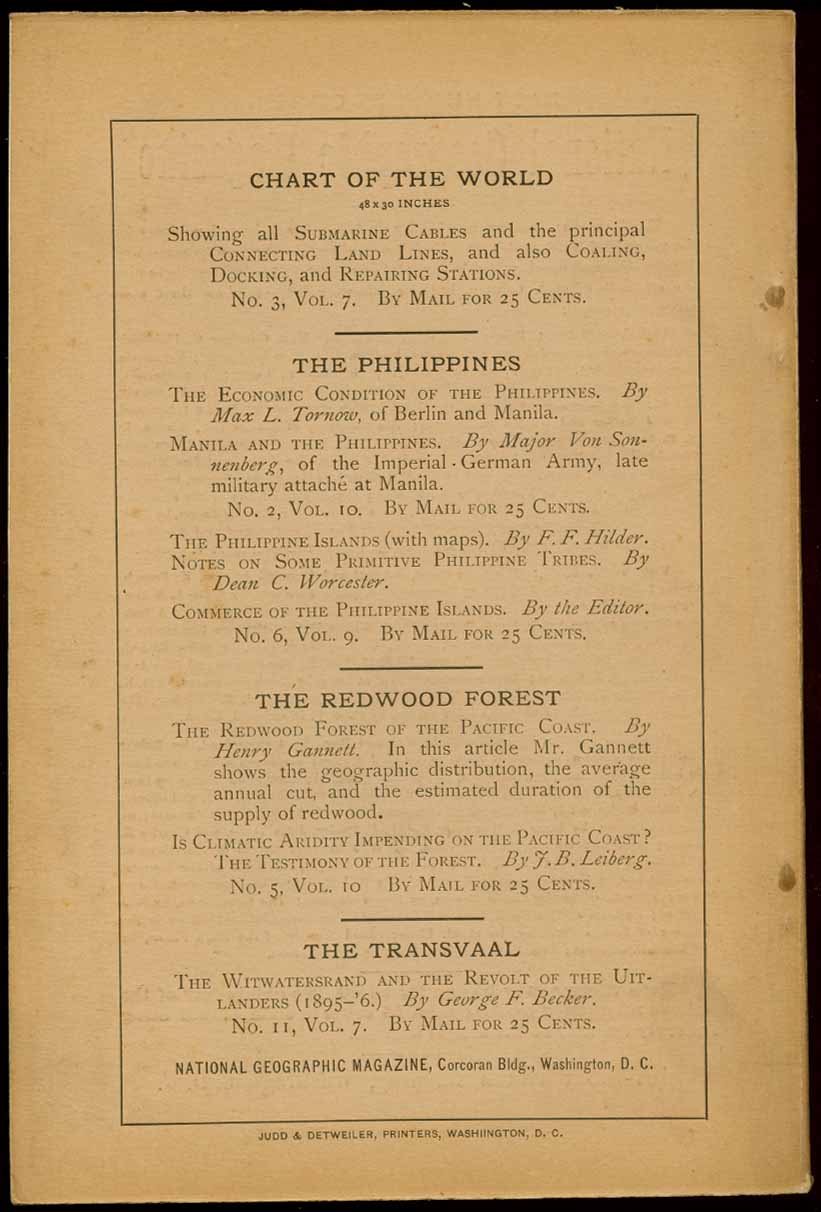 CHART OF THE WORLD
48 x 30 INCHES
Showing all SUBMARINE CABLES and the principal
CONNECTING LAND LINES, and also COALING,
DOCKING, and REPAIRING STATIONS.
No. 3, VOL. 7. BY MAIL FOR 25 CENTS.
THE PHILIPPINES
THE ECONOMIC CONDITION OF THE PHILIPPINES. By
Max L. Tornow, of Berlin and Manila.
MANILA AND THE PHILIPPINES. By Major Von Son-
nenberg, of the Imperial German Army, late
military attaché at Manila.
No. 2, VOL. 10. BY MAIL FOR 25 CENTS.
THE PHILIPPINE ISLANDS (with maps). By F. F. Hilder.
NOTES ON SOME PRIMITIVE PHILIPPINE TRIBES. By
Dean C. Worcester.
COMMERCE OF THE PHILIPPINE ISLANDS. By the Editor.
No. 6, VOL. 9. BY MAIL FOR 25 CENTS.
THE REDWOOD FOREST
THE REDWOOD FOREST OF THE PACIFIC COAST. By
Henry Gannett. In this article Mr. Gannett
shows the geographic distribution, the average
annual cut, and the estimated duration of the
supply of redwood.
IS CLIMATIC ARIDITY IMPENDING ON THE PACIFIC COAST?
THE TESTIMONY OF THE FOREST. By J. B. Leiberg.
No. 5, VOL. 10 BY MAIL FOR 25 CENTS.
THE TRANSVAAL
THE WITWATERSRAND AND THE REVOLT OF THE UIT-
LANDERS (1895-'6.) By George F. Becker.
No. 11, VOL. 7. BY MAIL FOR 25 CENTS.
NATIONAL GEOGRAPHIC MAGAZINE, Corcoran Bldg., Washington, D. C.
JUDD & DETWEILER, PRINTERS, WASHIINGTON, D. C.